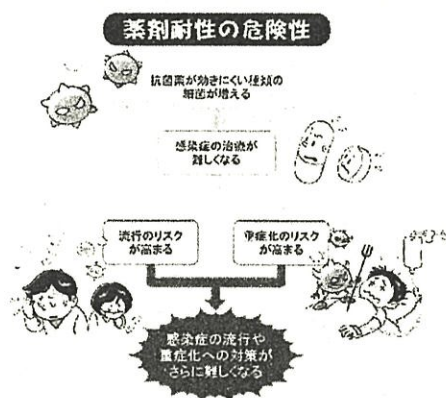 薬剤耐性の危険性
抗菌薬が効きにくい種類の
細菌が増える
感染症の治療が
難しくなる
流行のリスク
が高まる
重症化のリスク
が高まる
感染症の流行や
重症化への対策が
さらに難しくなる